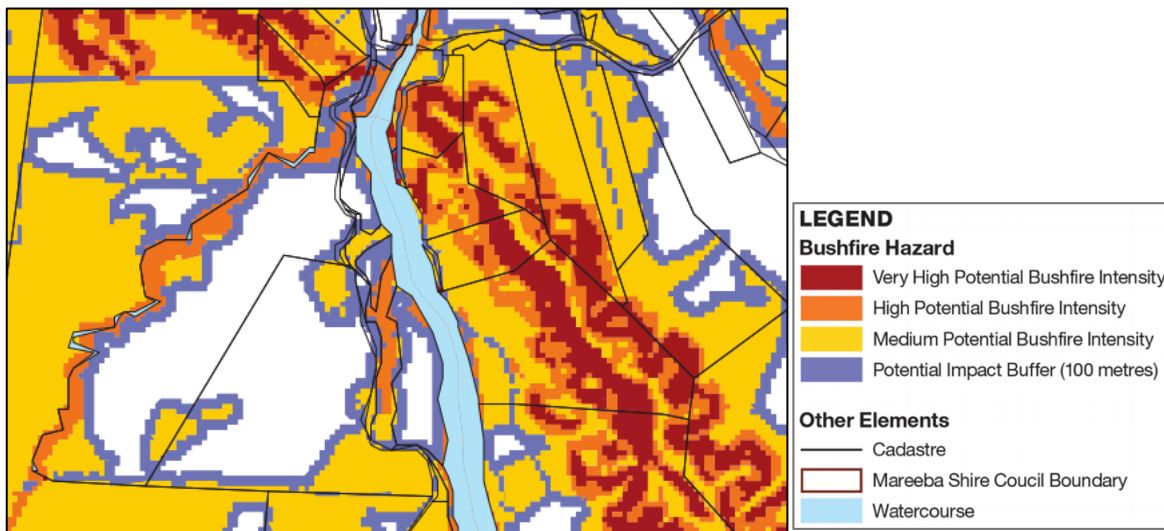 LEGEND
Bushfire Hazard
Very High Potential Bushfire Intensity
High Potential Bushfire Intensity
Medium Potential Bushfire Intensity
Potential Impact Buffer (100 metres)
Other Elements
Cadastre
Mareeba Shire Coucil Boundary
Watercourse